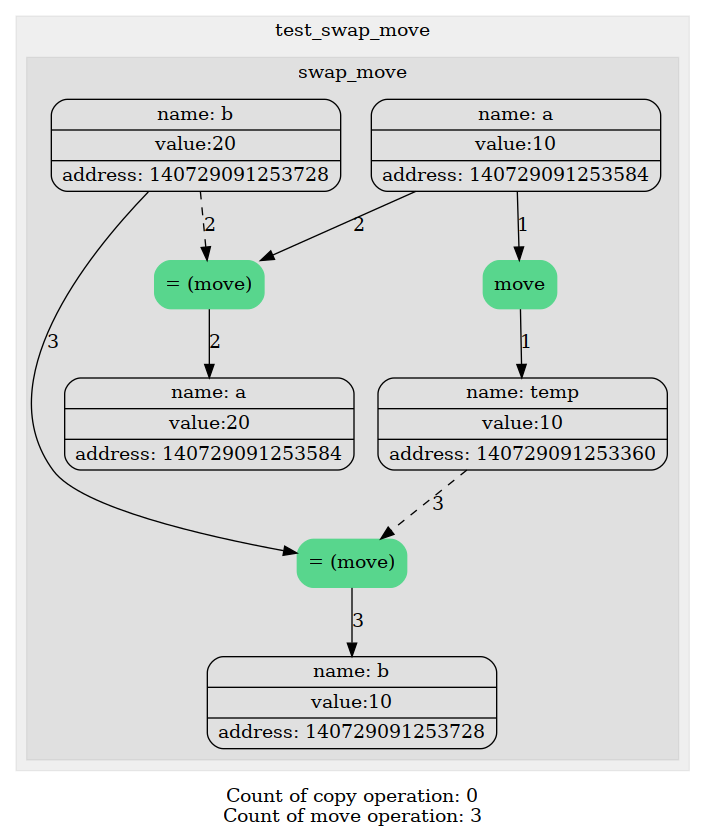 test_swap_move
swap_move
name: b
value:20
address: 140729091253728
name: a
value:10
address: 140729091253584
2
2
1
= (move)
move
3
2
1
name: a
value:20
address: 140729091253584
name: temp
value:10
address: 140729091253360
3
= (move)
3
name: b
value:10
address: 140729091253728
Count of copy operation: 0
Count of move operation: 3